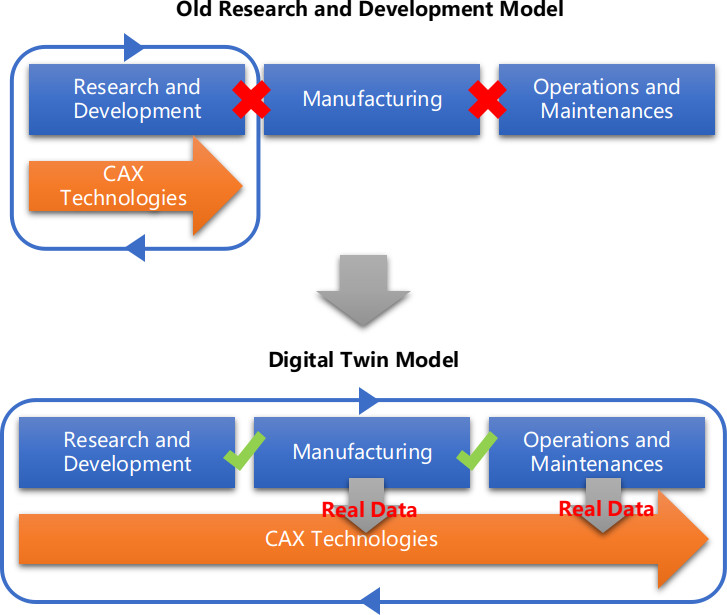 Old Research and Development Model
Research and
Development
Manufacturing
Operations and
Maintenances
CAX
Technologies
Digital Twin Model
Research and
Development
Manufacturing
Operations and
Maintenances
Real Data
Real Data
CAX Technologies